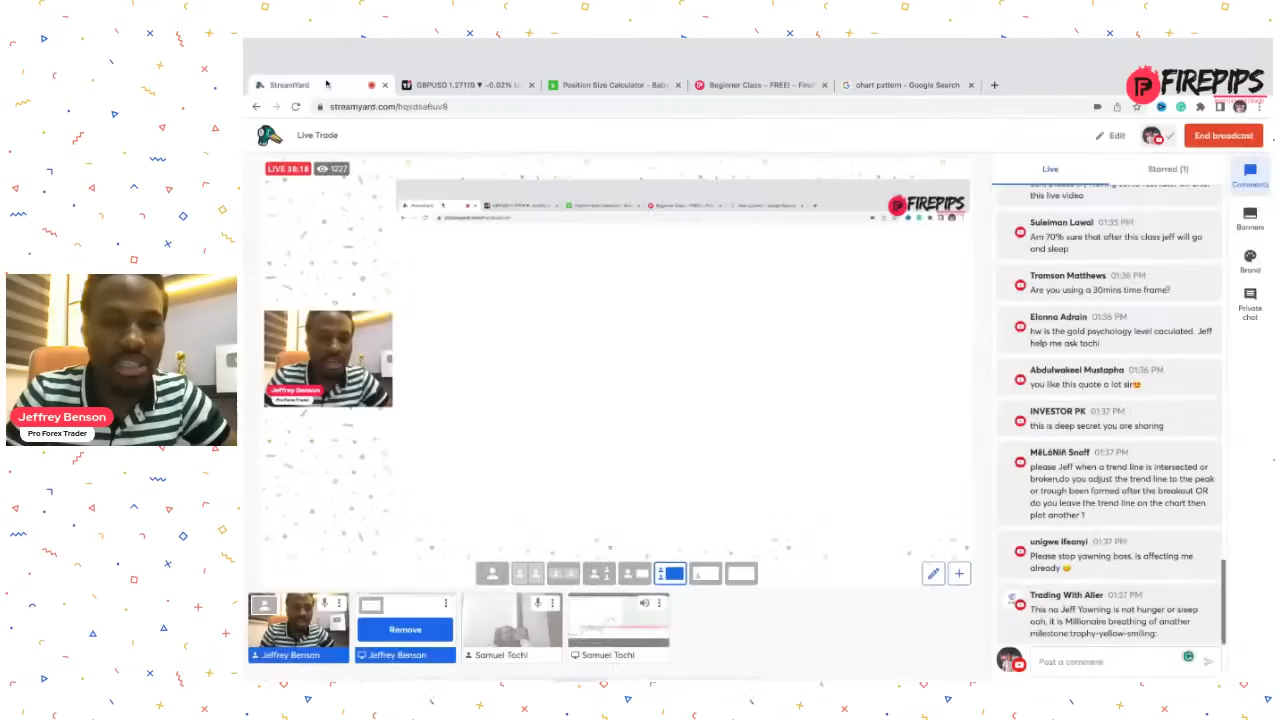 StreamYard
GBPUSD 1.27119 ▼ -0.02%
Position Size Calculator - Bab
Beginner Class – FREE! – Fire
chart pattern - Google Search
FIREPIPS
streamyard.com/hqsdsa6uv8
Live Trade
Edit
End broadcast
LIVE 38:18
1227
Live
Starred (1)
Comments
this live video
FIREPIPS
Suleiman Lawal 01:35 PM
Am 70% sure that after this class jeff will go
and sleep
Banners
Tramson Matthews 01:36 PM
Are you using a 30mins time frame?
Brand
Elonna Adrain 01:36 PM
hw is the gold psychology level caculated. Jeff
help me ask tochi
Private
chat
Abdulwakeel Mustapha 01:36 PM
you like this quote a lot sir😍
INVESTOR PK 01:37 PM
this is deep secret you are sharing
Jeffrey Benson
Pro Forex Trader
Jeffrey Benson
Pro Forex Trader
MĕLáNiñ Snoff 01:37 PM
please Jeff when a trend line is intersected or
broken,do you adjust the trend line to the peak
or trough been formed after the breakout OR
do you leave the trend line on the chart then
plot another 1
unigwe ifeanyi 01:37 PM
Please stop yawning boss, is affecting me
already
Trading With Alier 01:37 PM
This no Jeff Yawning is not hunger or sleep
ooh, it is Millionaire breathing of another
milestone:trophy-yellow-smiling:
Remove
Jeffrey Benson
Jeffrey Benson
Samuel Tochi
Samuel Tochi
Post a comment